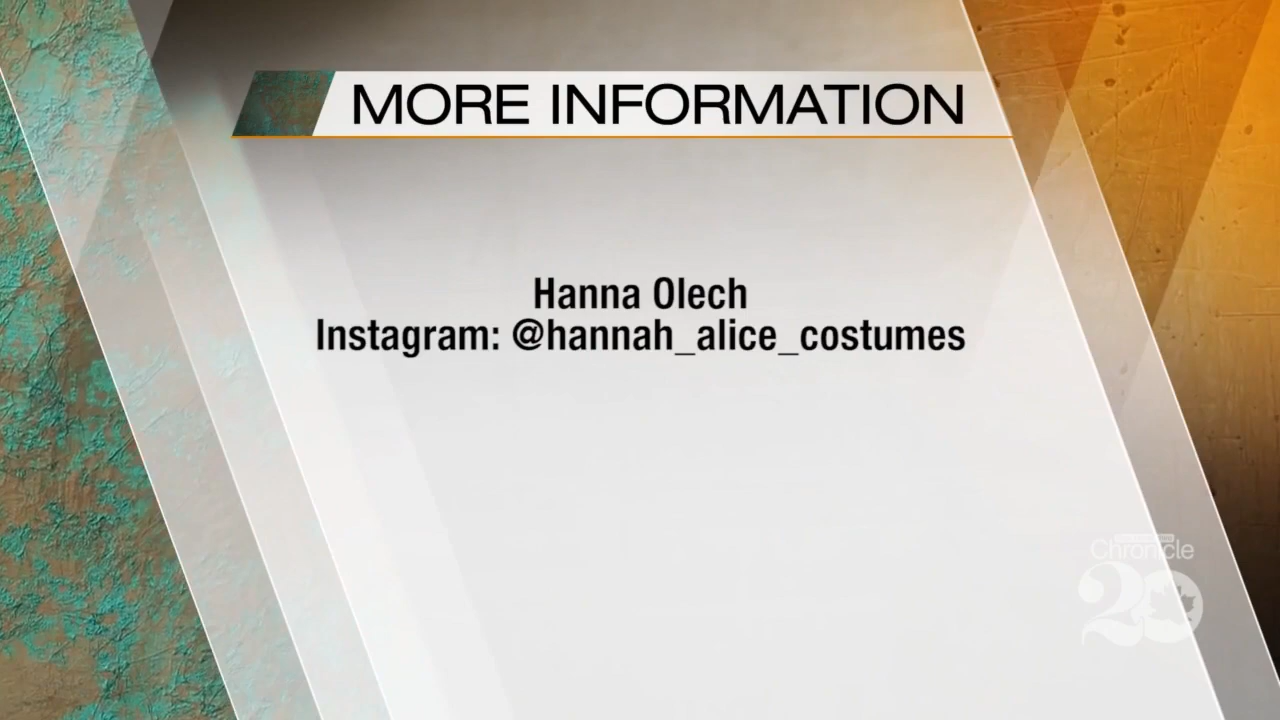 MORE INFORMATION
Hanna Olech
Instagram: @hannah_alice_costumes
Chronicle
20